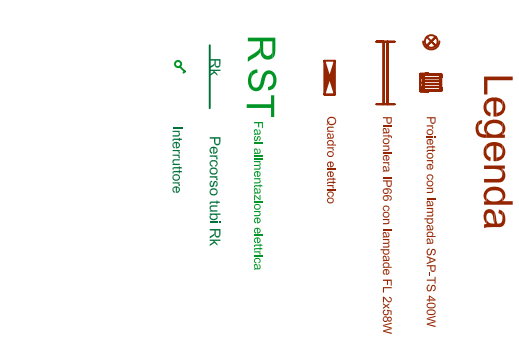 Legenda
Proiettore con lampada SAP-TS 400W
Plafoniera IP66 con lampade FL 2x58W
Quadro elettrico
RST Fasi alimentazione elettrica
Rk Percorso tubi Rk
Interruttore